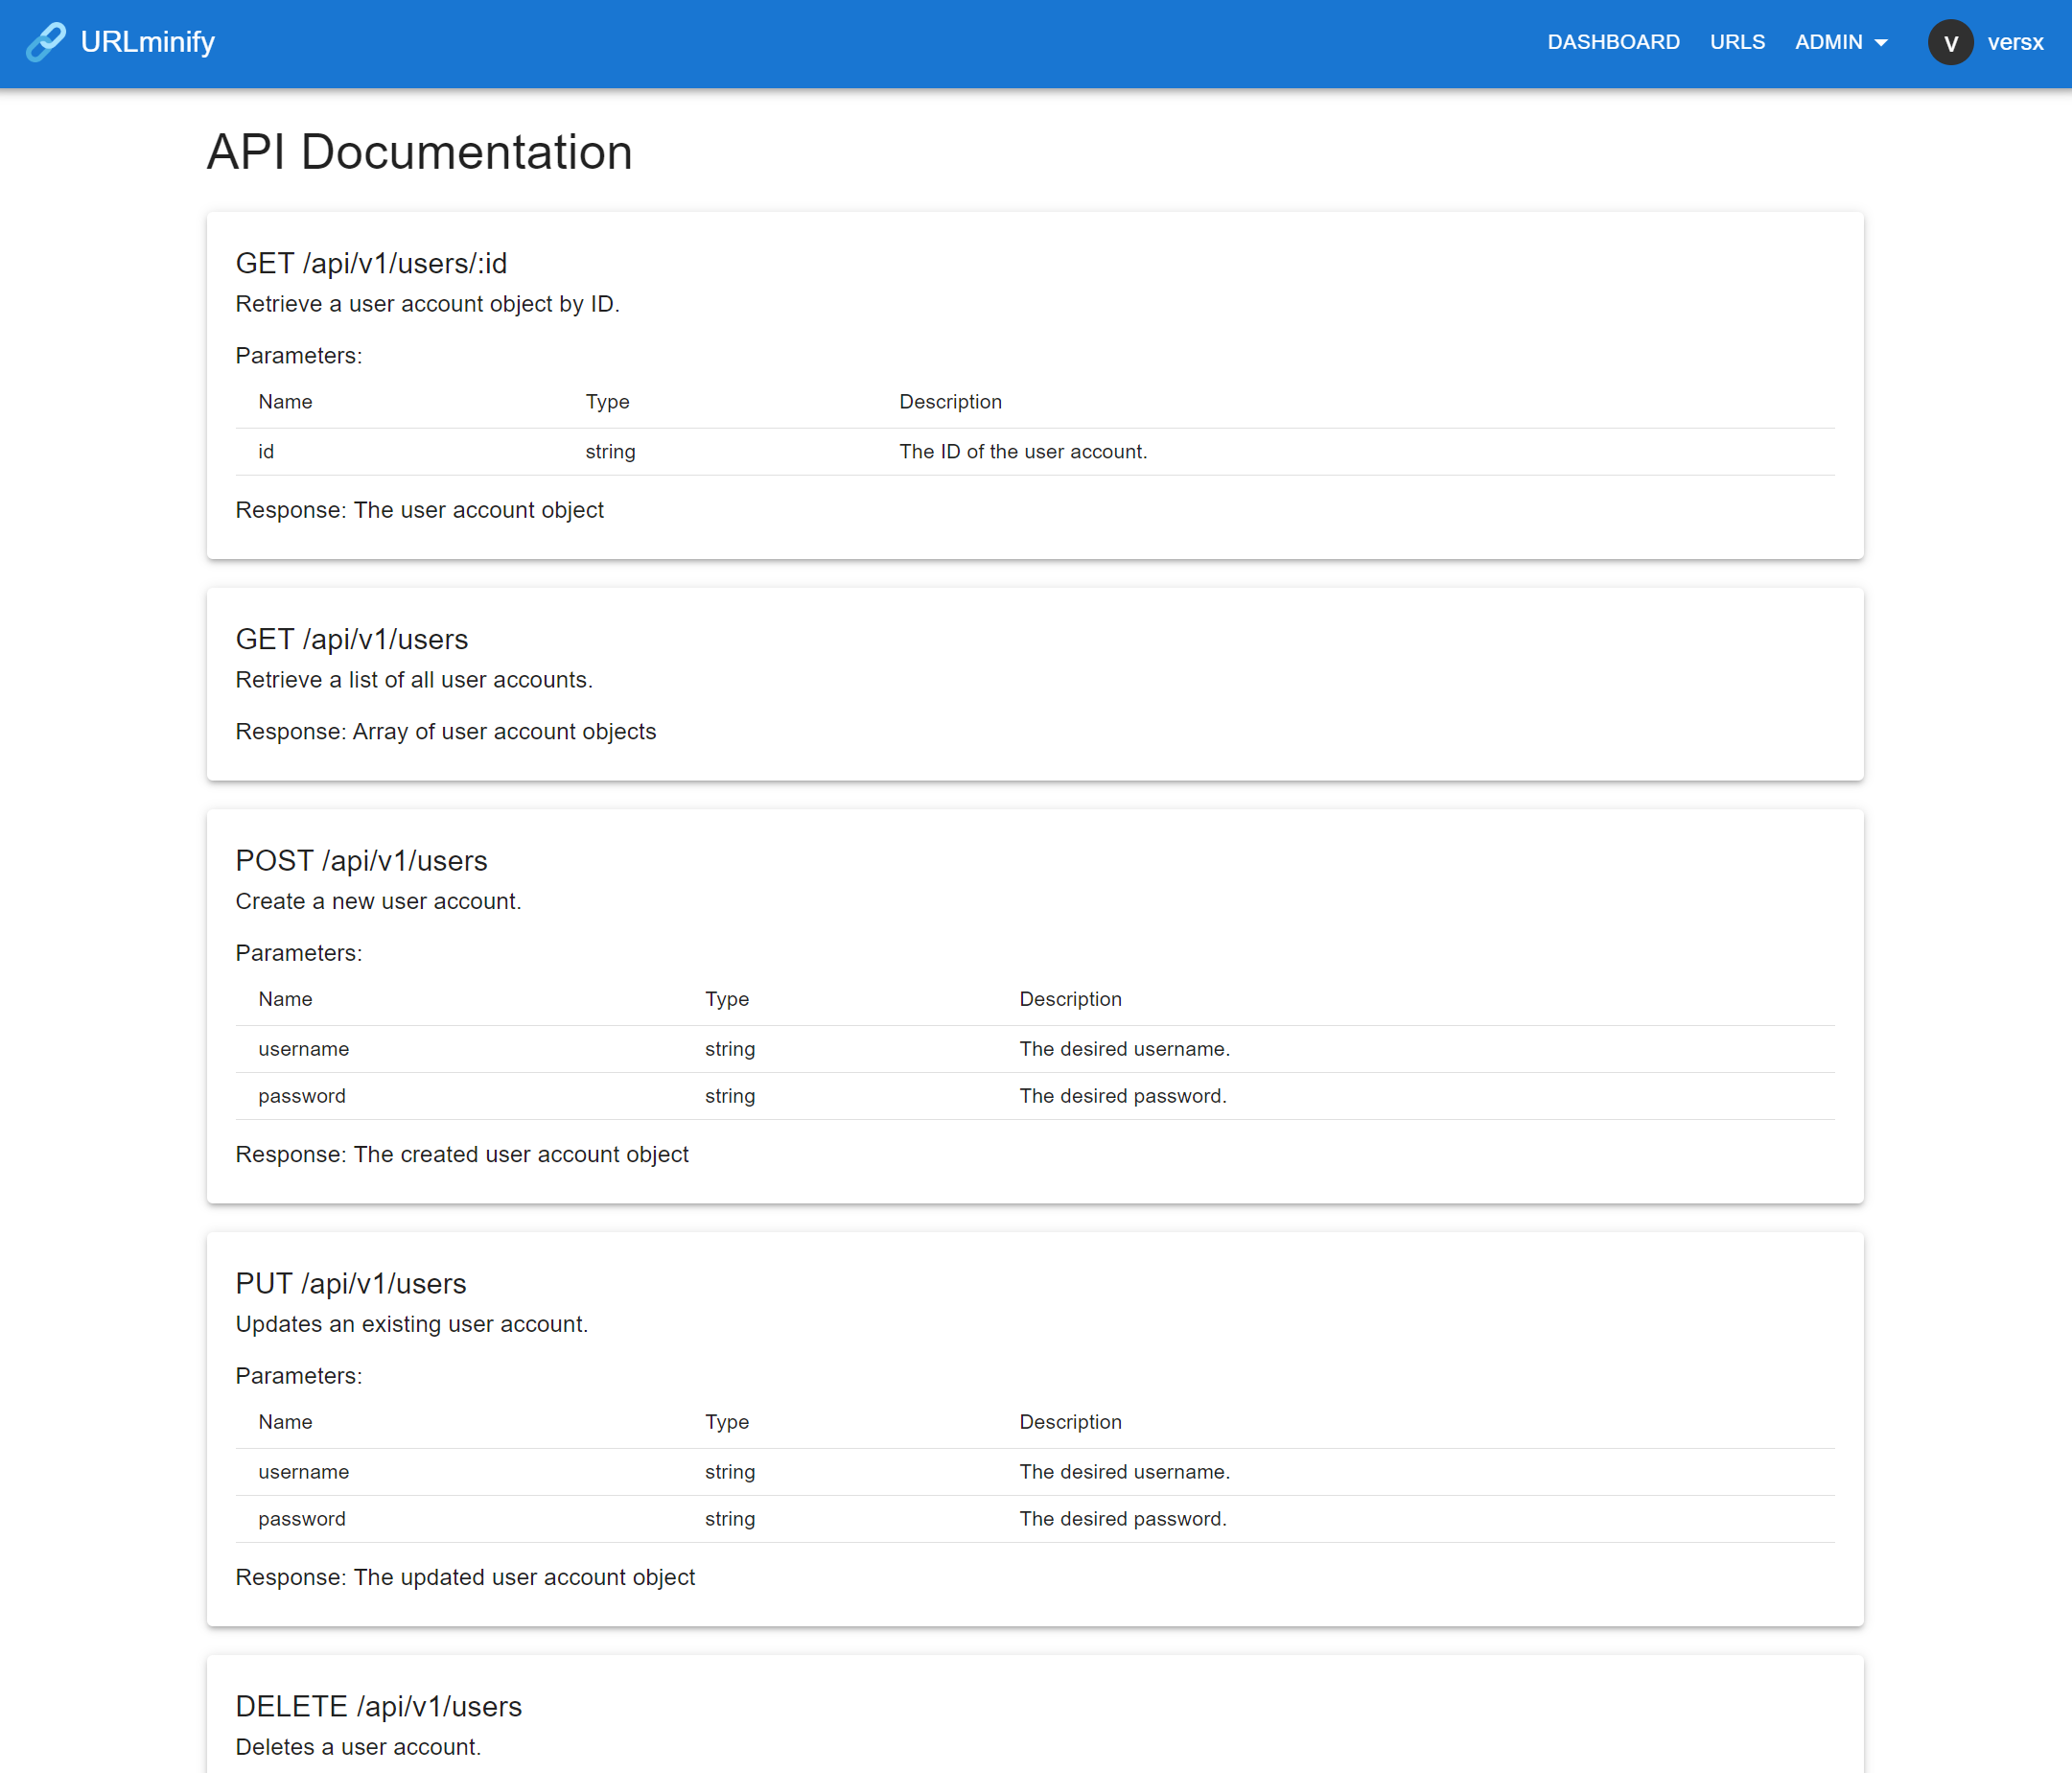 URLminify DASHBOARD URLS ADMIN V versx
API Documentation
GET /api/v1/users/:id
Retrieve a user account object by ID.
Parameters:
Name Type Description
id string The ID of the user account.
Response: The user account object
GET /api/v1/users
Retrieve a list of all user accounts.
Response: Array of user account objects
POST /api/v1/users
Create a new user account.
Parameters:
Name Type Description
username string The desired username.
password string The desired password.
Response: The created user account object
PUT /api/v1/users
Updates an existing user account.
Parameters:
Name Type Description
username string The desired username.
password string The desired password.
Response: The updated user account object
DELETE /api/v1/users
Deletes a user account.